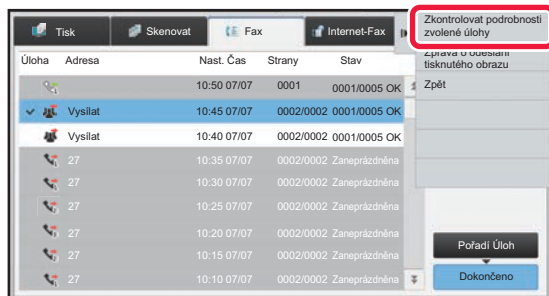 Tisk Skenovat Fax Internet-Fax
Zkontrolovat podrobnosti
zvolené úlohy
Zpráva o odeslání
tisknutého obrazu
Zpět
Úloha Adresa Nast. Čas Strany Stav
10:50 07/07 0001 0001/0005 OK
Vysílat 10:45 07/07 0002/0002 0001/0005 OK
Vysílat 10:40 07/07 0002/0002 0001/0005 OK
27 10:35 07/07 0002/0002 Zaneprázdněna
27 10:30 07/07 0002/0002 Zaneprázdněna
27 10:25 07/07 0002/0002 Zaneprázdněna
27 10:20 07/07 0002/0002 Zaneprázdněna
27 10:15 07/07 0002/0002 Zaneprázdněna
27 10:10 07/07 0002/0002 Zaneprázdněna
Pořadí Úloh
Dokončeno